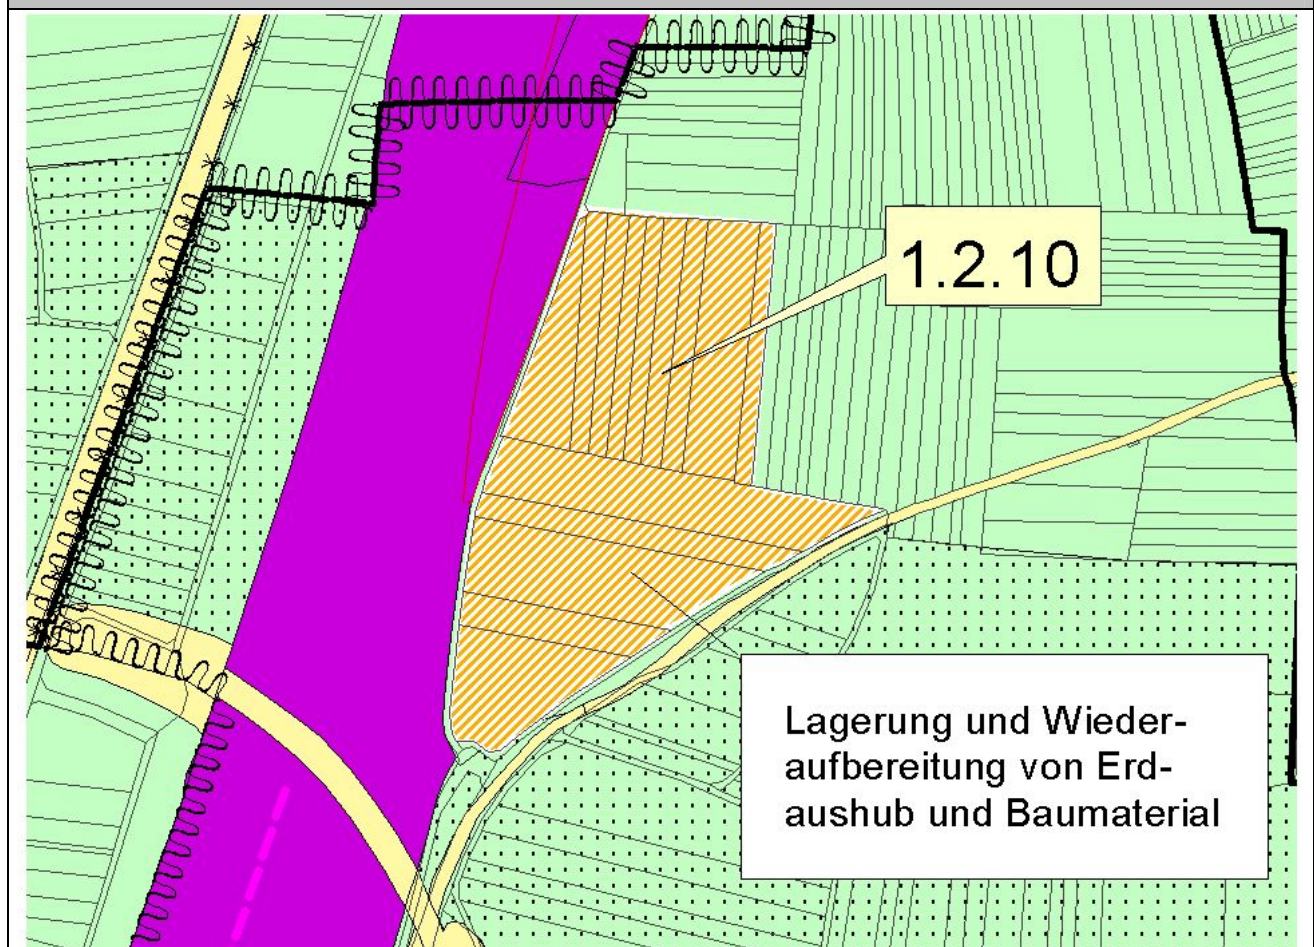 1.2.10
Lagerung und Wieder-
aufbereitung von Erd-
aushub und Baumaterial